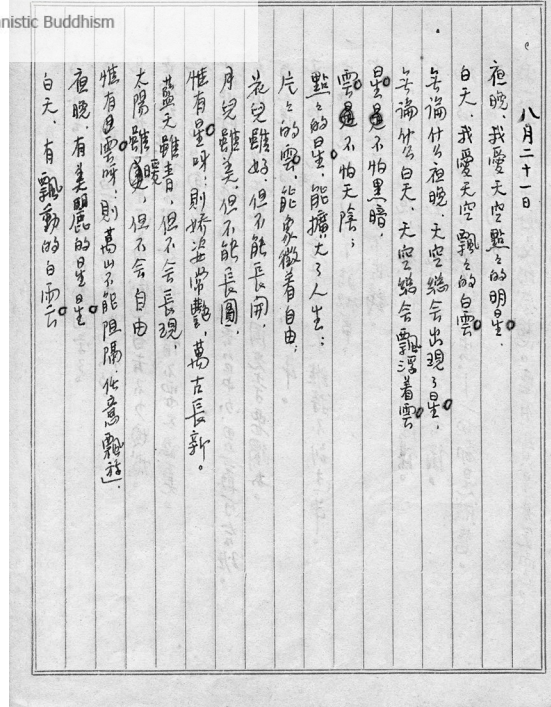 nistic Buddhism
八月二十一日
夜晚，我愛天空點々的明星，
白天，我愛天空飄々的白雲。
無論什么夜晚，天空總会出現了星，
無論什么白天，天空總会飄浮着雲。
星不怕黑暗，
雲不怕天陰；
點々的星，能擴大了人生；
片々的雲，能象徵着自由；
花兒雖好，但不能長開，
月兒雖美，但不能長圓，
惟有星呀！則嬌姿常豔，萬古長新。
藍天雖青，但不会長現；
太陽雖暖，但不会自由
惟有雲呀！則萬山不能阻隔，任意飄游」．
夜晚，有美麗的星星。
白天，有飄動的白雲。